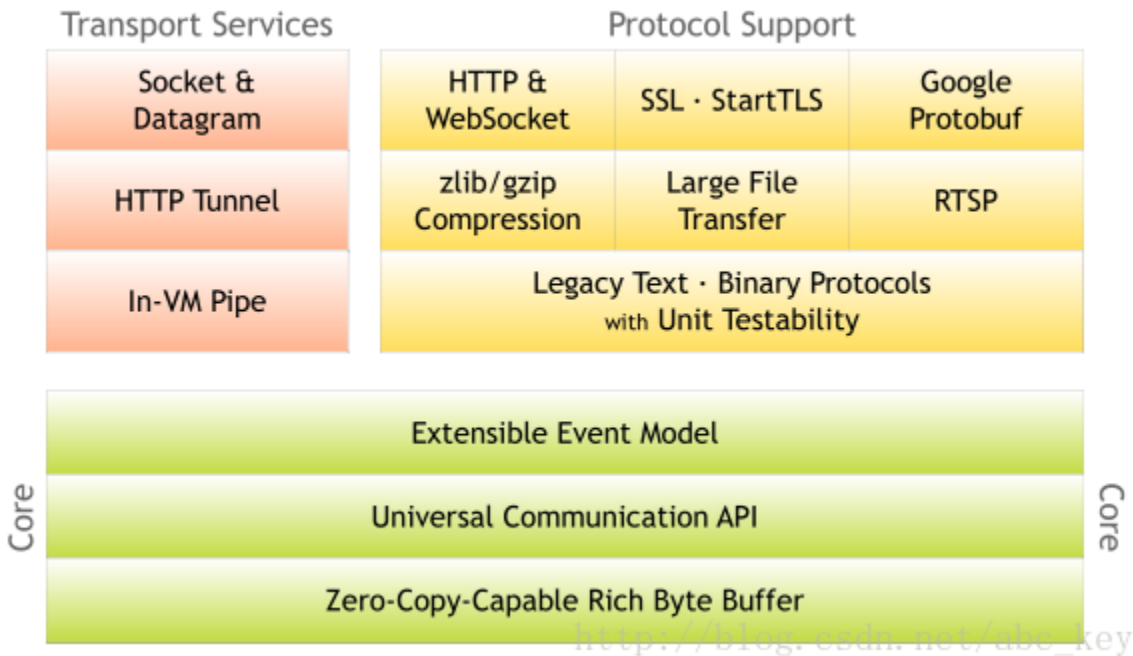 Transport Services
Protocol Support
Socket &
Datagram
HTTP Tunnel
In-VM Pipe
HTTP &
WebSocket
SSL · StartTLS
Google
Protobuf
zlib/gzip
Compression
Large File
Transfer
RTSP
Legacy Text · Binary Protocols
with Unit Testability
Core
Extensible Event Model
Universal Communication API
Zero-Copy-Capable Rich Byte Buffer
Core
http://blog.csdn.net/abc_key